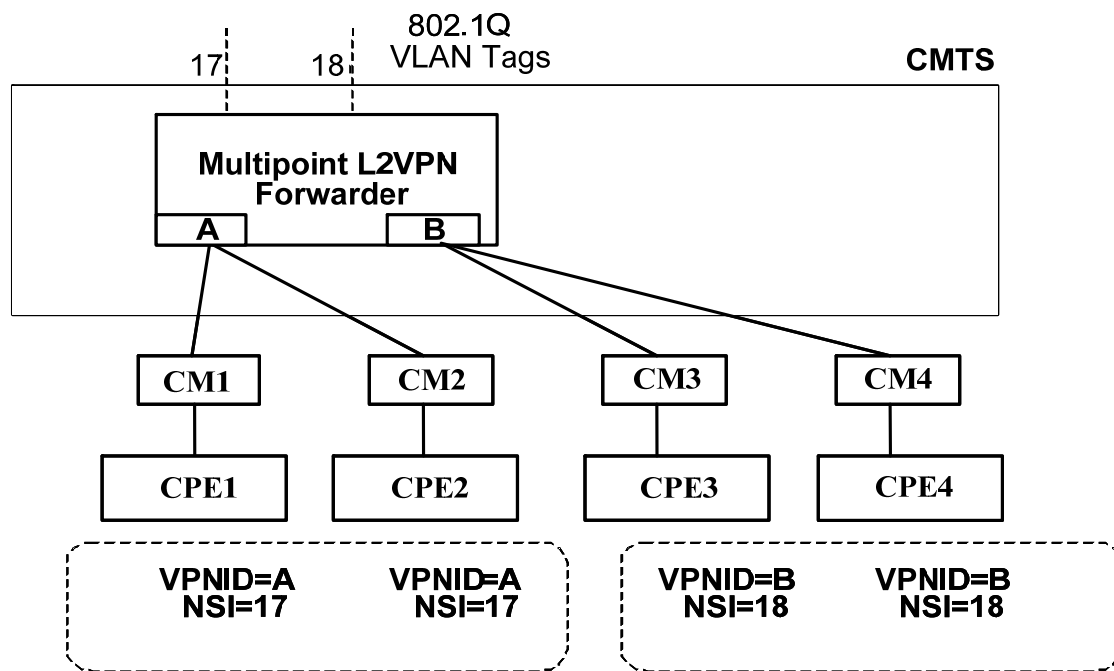 802.1Q
VLAN Tags
17
18
CMTS
Multipoint L2VPN
Forwarder
A
B
CM1
CM2
CM3
CM4
CPE1
CPE2
CPE3
CPE4
VPNID=A
NSI=17
VPNID=A
NSI=17
VPNID=B
NSI=18
VPNID=B
NSI=18